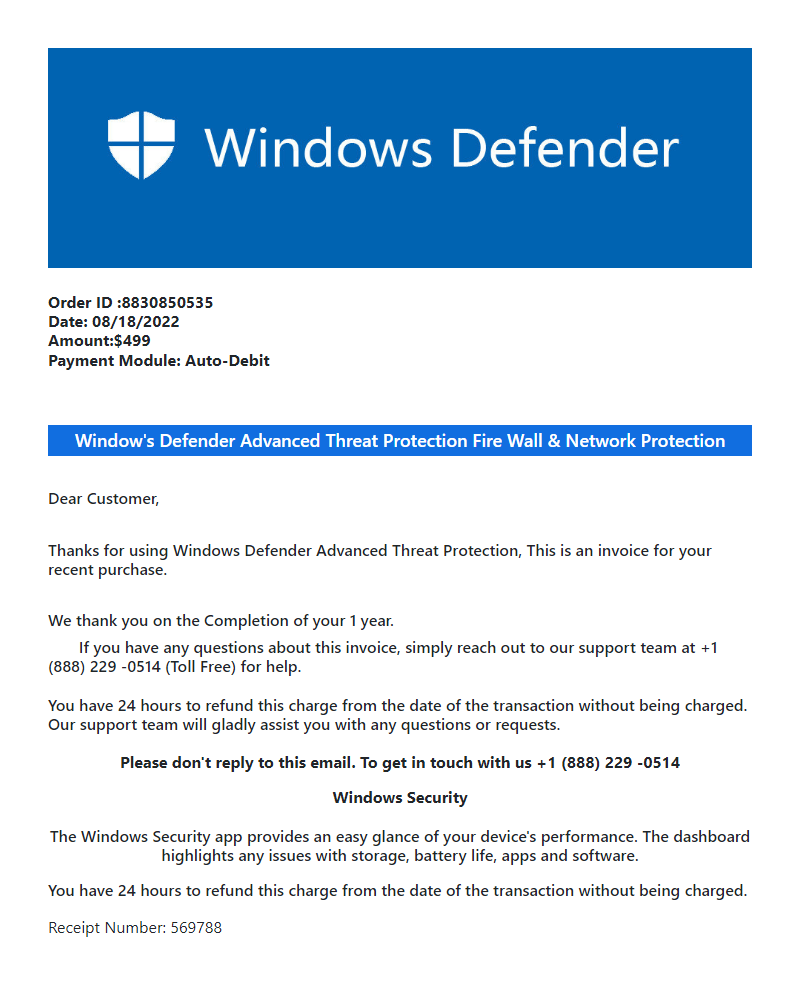 Windows Defender
Order ID :8830850535
Date: 08/18/2022
Amount:$499
Payment Module: Auto-Debit
Window's Defender Advanced Threat Protection Fire Wall & Network Protection
Dear Customer,
Thanks for using Windows Defender Advanced Threat Protection, This is an invoice for your
recent purchase.
We thank you on the Completion of your 1 year.
If you have any questions about this invoice, simply reach out to our support team at +1
(888) 229 -0514 (Toll Free) for help.
You have 24 hours to refund this charge from the date of the transaction without being charged.
Our support team will gladly assist you with any questions or requests.
Please don't reply to this email. To get in touch with us +1 (888) 229 -0514
Windows Security
The Windows Security app provides an easy glance of your device's performance. The dashboard
highlights any issues with storage, battery life, apps and software.
You have 24 hours to refund this charge from the date of the transaction without being charged.
Receipt Number: 569788